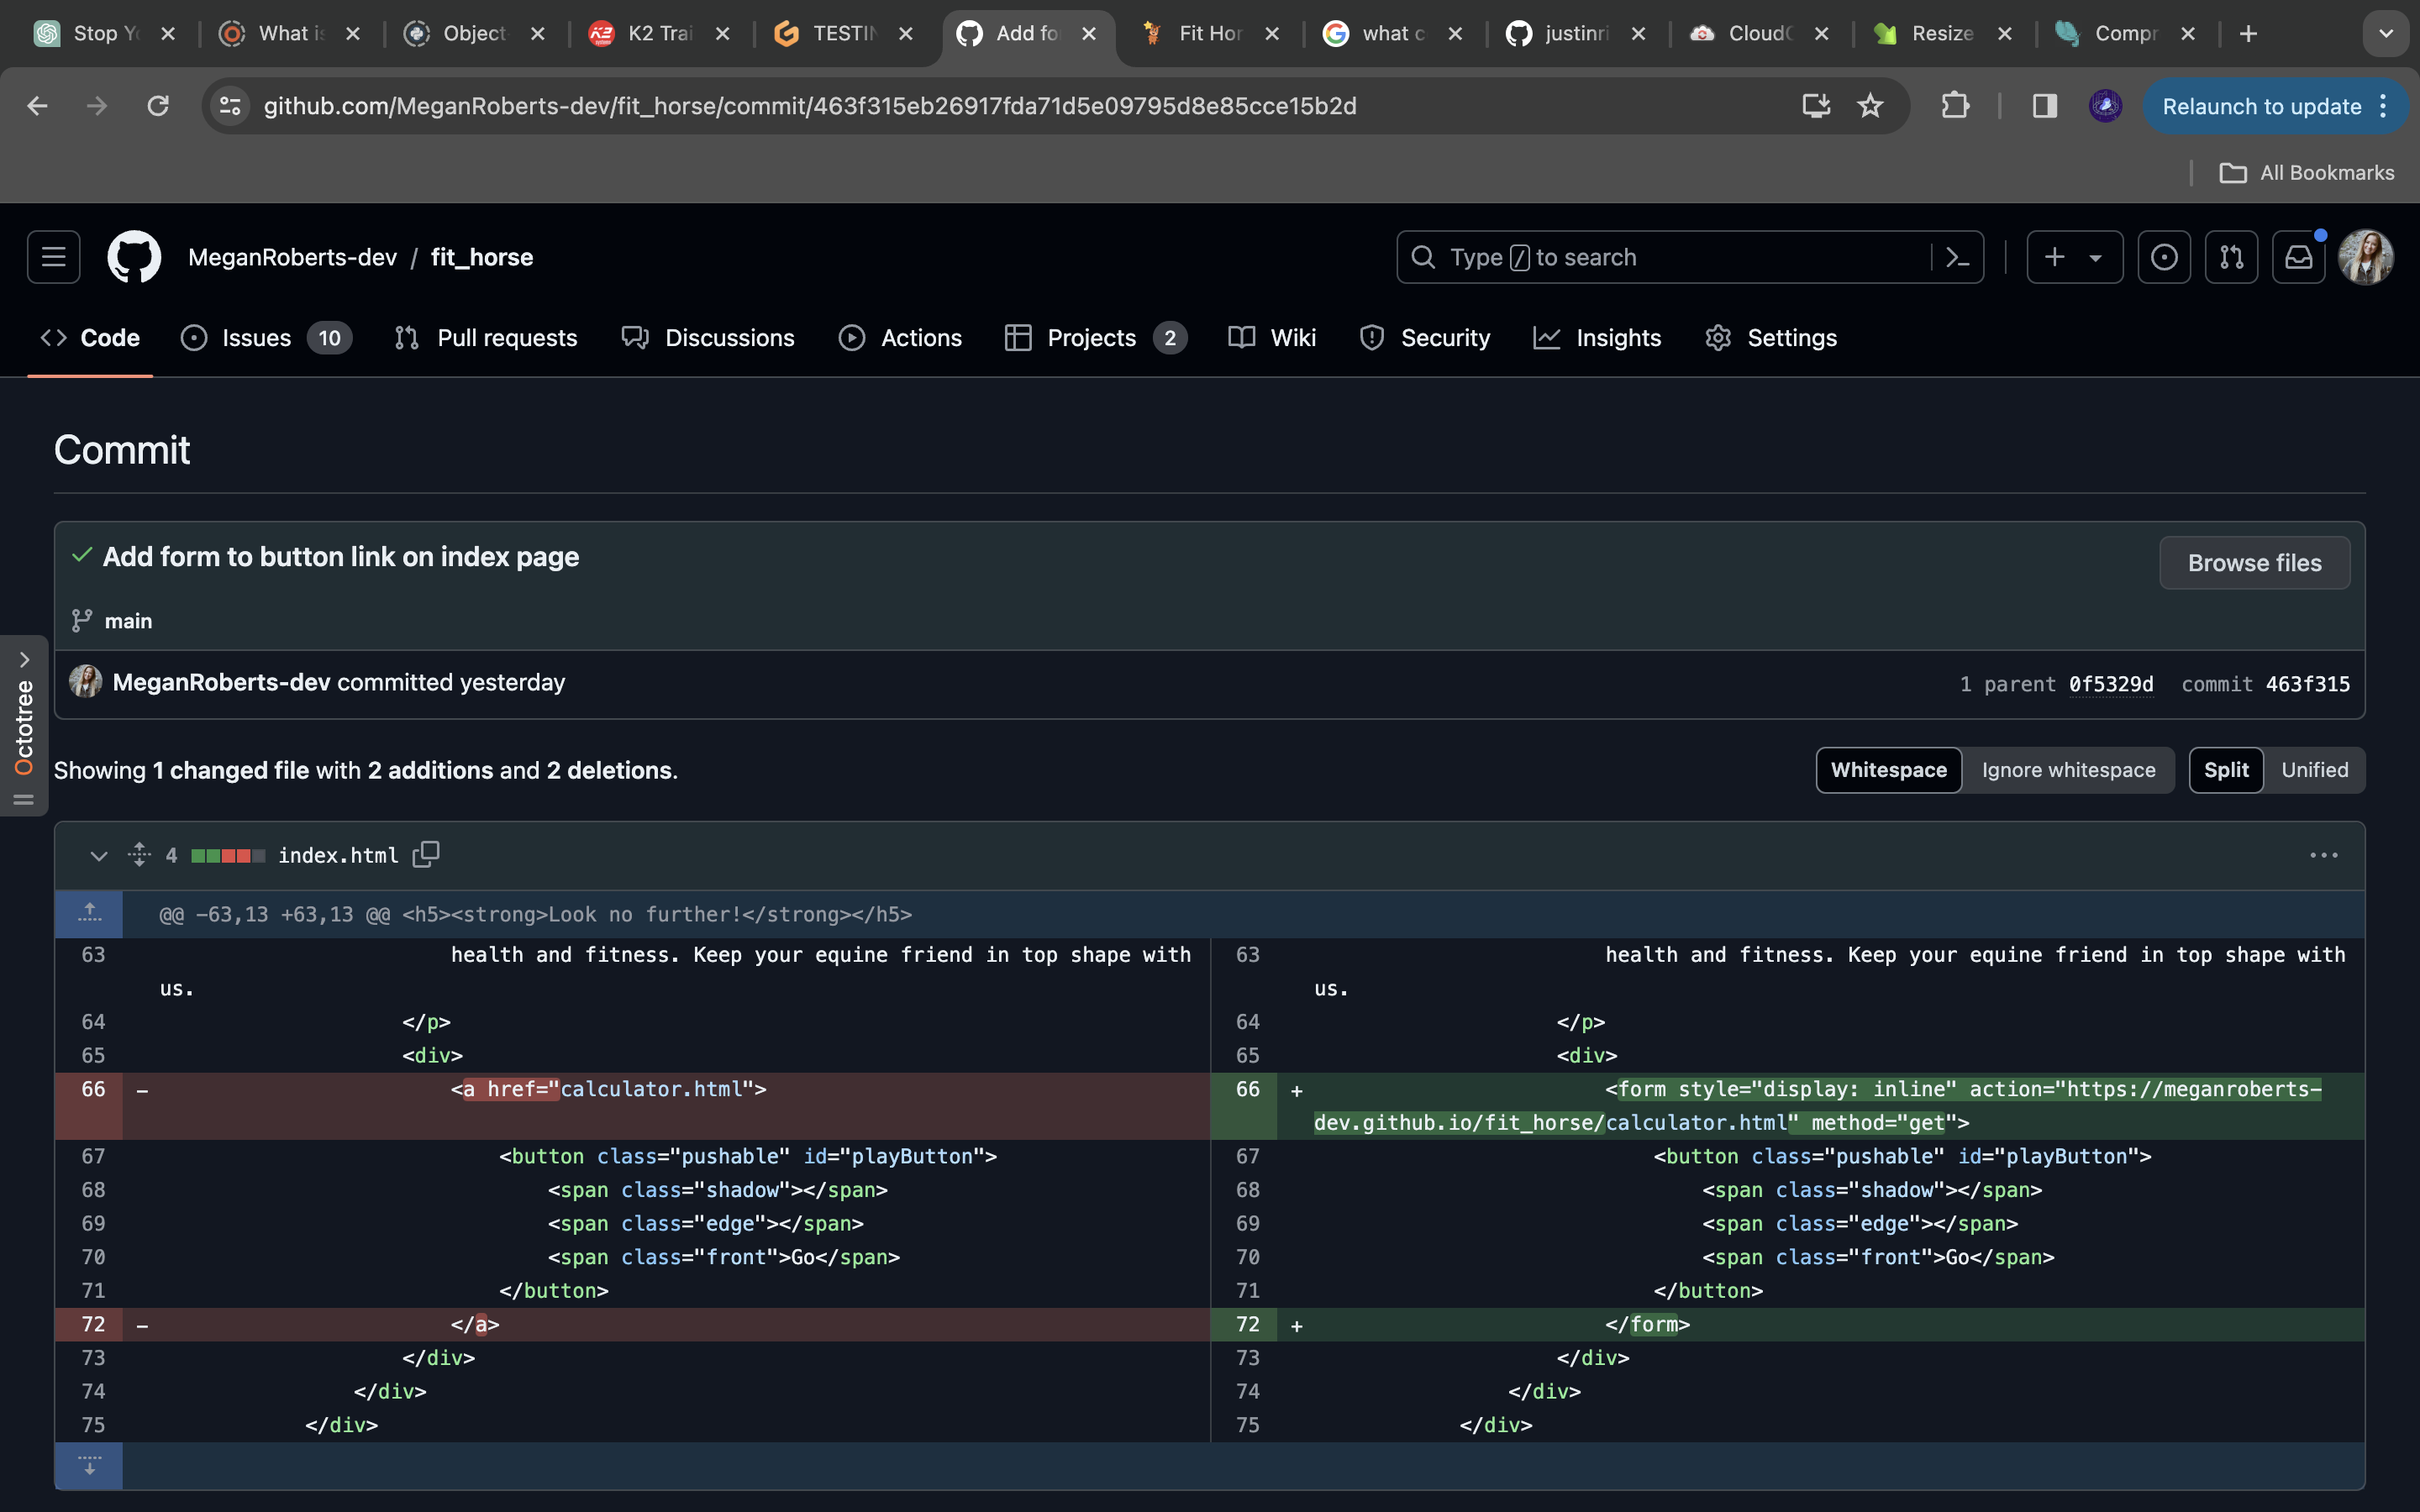 Stop Y
What is
Object-
K2 Trai
TESTIN
Add fo
Fit Hor
what c
justinri
CloudC
Resize
Compr
github.com/MeganRoberts-dev/fit_horse/commit/463f315eb26917fda71d5e09795d8e85cce15b2d
Relaunch to update
All Bookmarks
MeganRoberts-dev / fit_horse
Type / to search
Code
Issues 10
Pull requests
Discussions
Actions
Projects 2
Wiki
Security
Insights
Settings
Commit
Add form to button link on index page
Browse files
main
MeganRoberts-dev committed yesterday
1 parent 0f5329d commit 463f315
Octotree
Showing 1 changed file with 2 additions and 2 deletions.
Whitespace Ignore whitespace Split Unified
4 index.html
@@ -63,13 +63,13 @@ <h5><strong>Look no further!</strong></h5>
63 health and fitness. Keep your equine friend in top shape with
us.
64 </p>
65 <div>
66 - <a href="calculator.html">
67 <button class="pushable" id="playButton">
68 <span class="shadow"></span>
69 <span class="edge"></span>
70 <span class="front">Go</span>
71 </button>
72 - </a>
73 </div>
74 </div>
75 </div>
63 health and fitness. Keep your equine friend in top shape with
us.
64 </p>
65 <div>
66 + <form style="display: inline" action="https://meganroberts-
dev.github.io/fit_horse/calculator.html" method="get">
67 <button class="pushable" id="playButton">
68 <span class="shadow"></span>
69 <span class="edge"></span>
70 <span class="front">Go</span>
71 </button>
72 + </form>
73 </div>
74 </div>
75 </div>